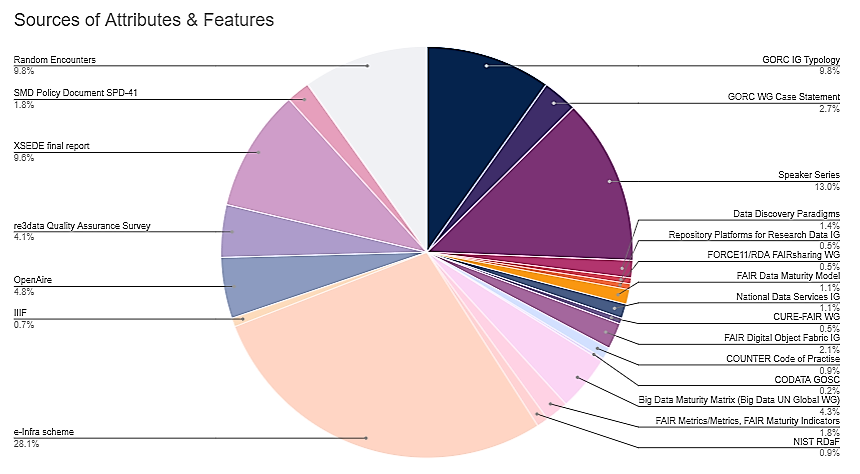 Sources of Attributes & Features
Random Encounters
9.8%
SMD Policy Document SPD-41
1.8%
XSEDE final report
9.6%
re3data Quality Assurance Survey
4.1%
OpenAire
4.8%
IIIF
0.7%
e-Infra scheme
28.1%
GORC IG Typology
9.8%
GORC WG Case Statement
2.7%
Speaker Series
13.0%
Data Discovery Paradigms
1.4%
Repository Platforms for Research Data IG
0.5%
FORCE11/RDA FAIRsharing WG
0.5%
FAIR Data Maturity Model
1.1%
National Data Services IG
1.1%
CURE-FAIR WG
0.5%
FAIR Digital Object Fabric IG
2.1%
COUNTER Code of Practise
0.9%
CODATA GOSC
0.2%
Big Data Maturity Matrix (Big Data UN Global WG)
4.3%
FAIR Metrics/Metrics, FAIR Maturity Indicators
1.8%
NIST RDaF
0.9%